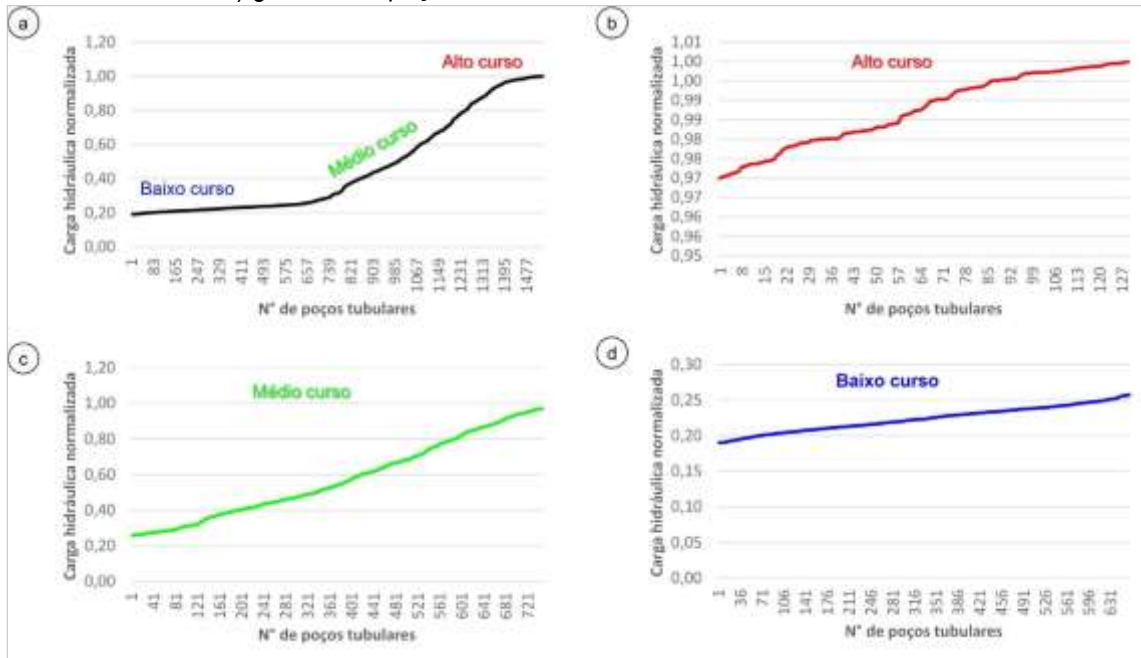 a
1,20
1,00
0,80
0,60
0,40
0,20
0,00
Carga hidráulica normalizada
Alto curso
Médio curso
Baixo curso
1 83 165 247 329 411 493 575 657 739 821 903 985 1067 1149 1231 1313 1395 1477
N° de poços tubulares
b
1,01
1,00
1,00
0,99
0,99
0,98
0,98
0,97
0,97
0,96
0,96
0,95
Carga hidráulica normalizada
Alto curso
1 8 15 22 29 36 43 50 57 64 71 78 85 92 99 106 113 120 127
N° de poços tubulares
c
1,20
1,00
0,80
0,60
0,40
0,20
0,00
Carga hidráulica normalizada
Médio curso
1 41 81 121 161 201 241 281 321 361 401 441 481 521 561 601 641 681 721
N° de poços tubulares
d
0,30
0,25
0,20
0,15
0,10
0,05
0,00
Carga hidráulica normalizada
Baixo curso
1 36 71 106 141 176 211 246 281 316 351 386 421 456 491 526 561 596 631
N° de poços tubulares